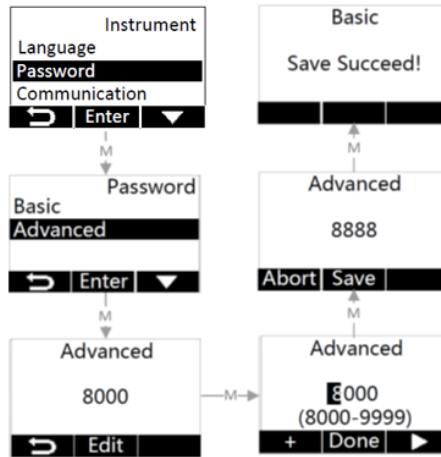 Instrument
Language
Password
Communication
Enter
M
Password
Basic
Advanced
Enter
M
Advanced
8000
Edit
M
Advanced
8000
(8000-9999)
+ Done
M
Advanced
8888
Abort Save
M
Basic
Save Succeed!